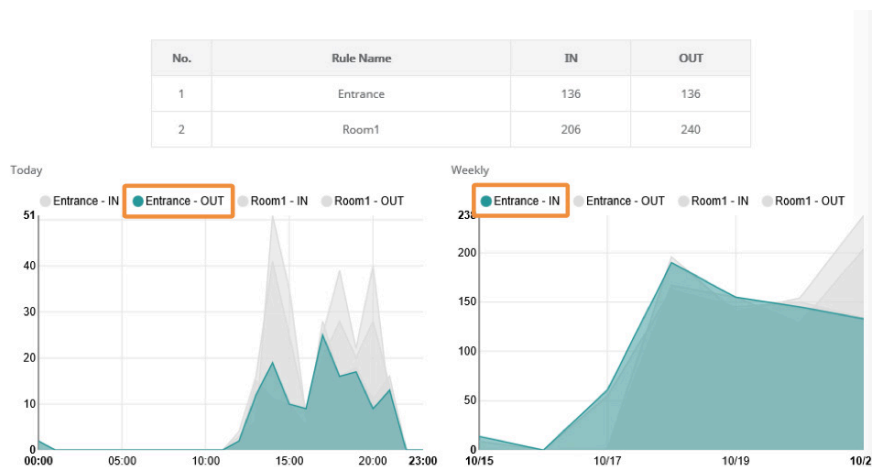 No. Rule Name IN OUT
1 Entrance 136 136
2 Room1 206 240
Today
Entrance - IN Entrance - OUT Room1 - IN Room1 - OUT
51
40
30
20
10
0
00:00 05:00 10:00 15:00 20:00 23:00
Weekly
Entrance - IN Entrance - OUT Room1 - IN Room1 - OUT
238
200
150
100
50
0
10/15 10/17 10/19 10/2